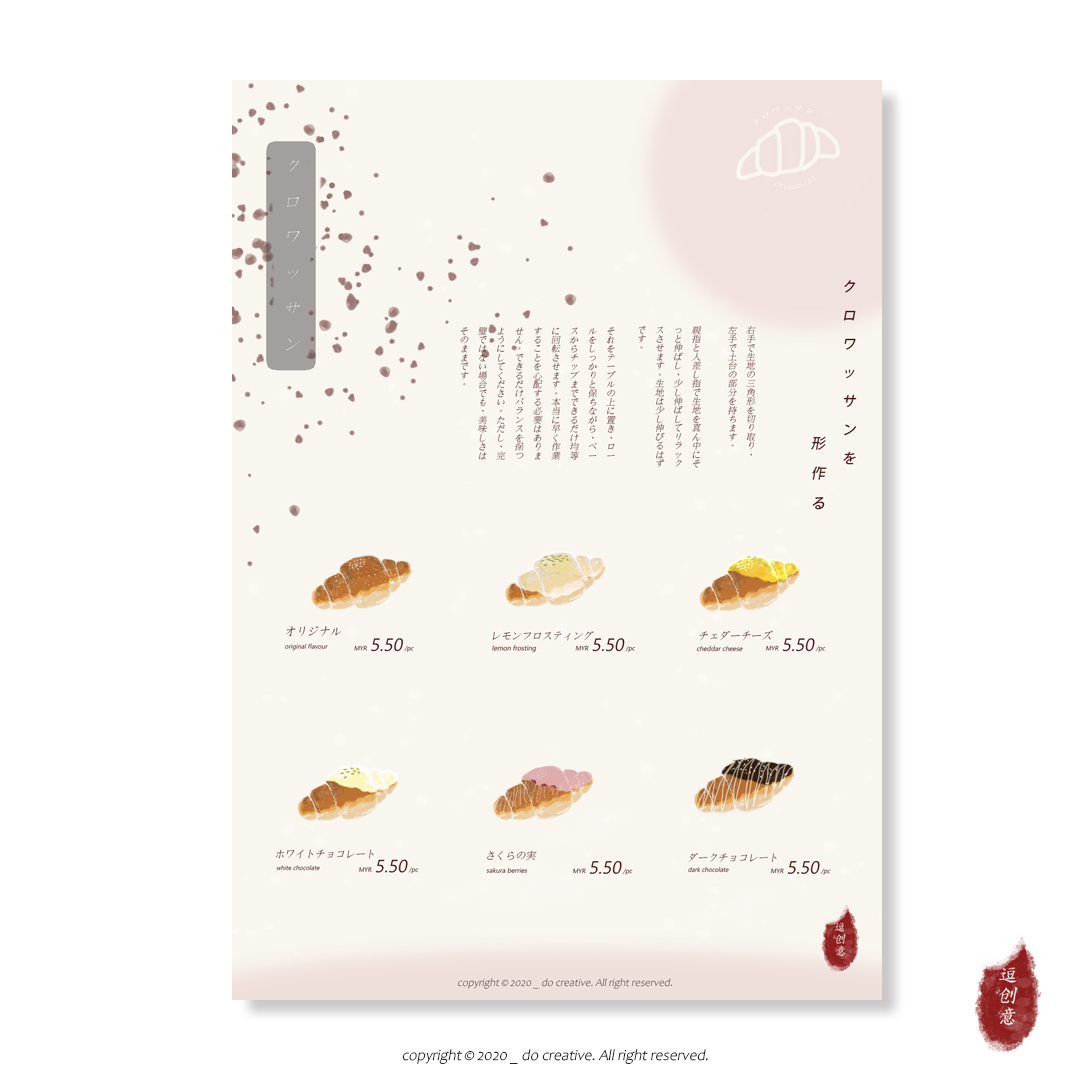 クロワッサン
クロワッサンを
形作る
右手で生地の三角形を切り取り、
左手で土台の部分を持ちます。
親指と人差し指で生地を真ん中にそ
っと伸ばし、少し伸ばしてリラック
スさせます。生地は少し伸びるはず
です。
それをテーブルの上に置き、ロー
ルをしっかりと保ちながら、ベー
スからチップまでできるだけ均等
に回転させます。本当に早く作業
することを心配する必要はありま
せん。できるだけバランスを保つ
ようにしてください。ただし、完
璧ではない場合でも、美味しさは
そのままです。
オリジナル
original flavour
MYR 5.50 /pc
レモンフロスティング
lemon frosting
MYR 5.50 /pc
チェダーチーズ
cheddar cheese
MYR 5.50 /pc
ホワイトチョコレート
white chocolate
MYR 5.50 /pc
さくらの実
sakura berries
MYR 5.50 /pc
ダークチョコレート
dark chocolate
MYR 5.50 /pc
逗创意
copyright © 2020 _ do creative. All right reserved.
逗创意
copyright © 2020 _ do creative. All right reserved.